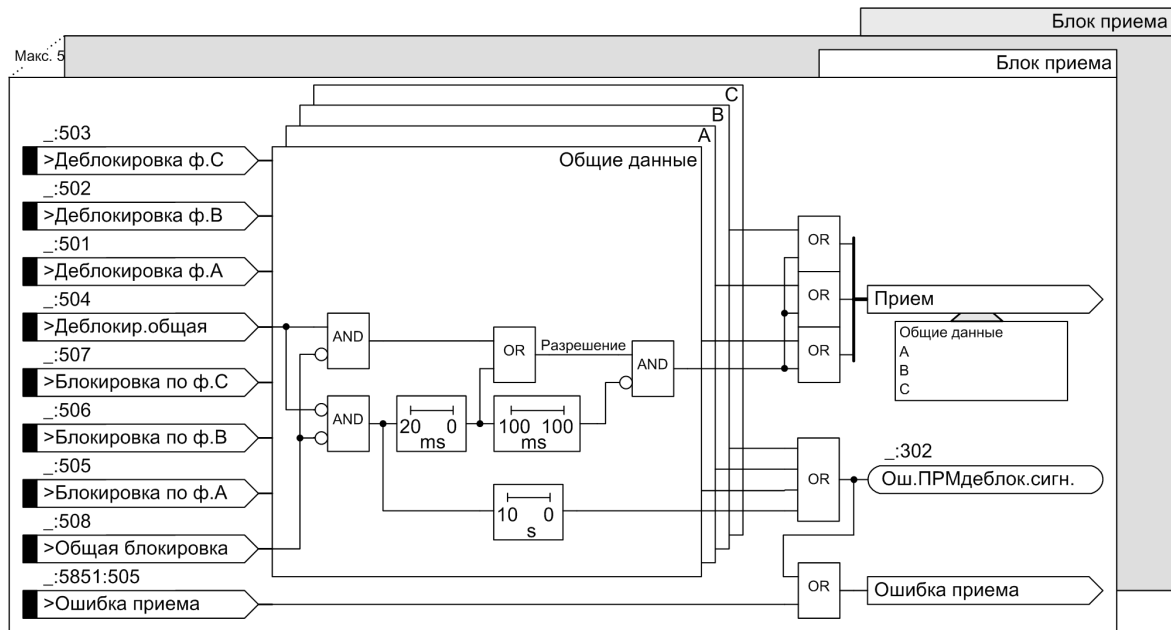 Блок приема
Макс. 5
Блок приема
C
B
A
Общие данные
_:503
>Деблокировка ф.С
_:502
>Деблокировка ф.В
_:501
>Деблокировка ф.А
_:504
>Деблокир.общая
_:507
>Блокировка по ф.С
_:506
>Блокировка по ф.В
_:505
>Блокировка по ф.А
_:508
>Общая блокировка
_:5851:505
>Ошибка приема
AND
AND
OR
Разрешение
AND
20 0
ms
100 100
ms
10 0
s
OR
OR
OR
Прием
Общие данные
A
B
C
OR
_:302
Ош.ПРМдеблок.сигн.
OR
Ошибка приема